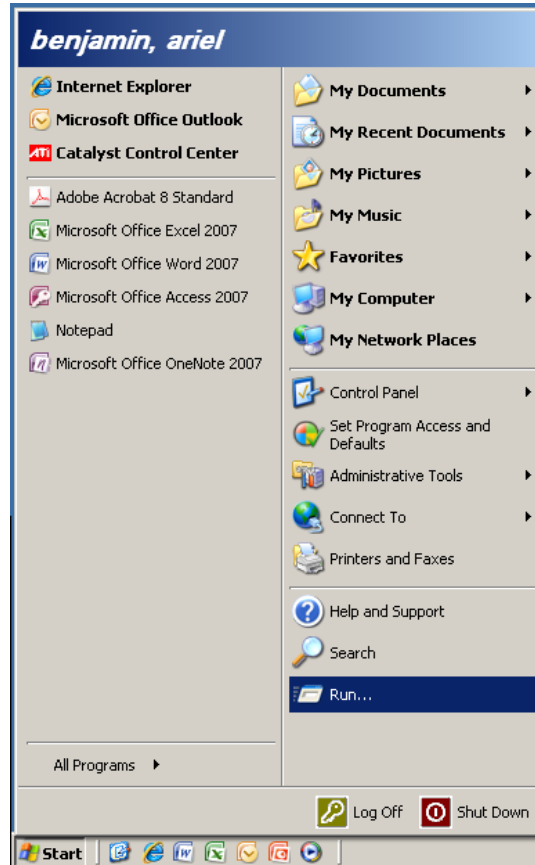 benjamin, ariel
Internet Explorer
Microsoft Office Outlook
ATI Catalyst Control Center
Adobe Acrobat 8 Standard
Microsoft Office Excel 2007
Microsoft Office Word 2007
Microsoft Office Access 2007
Notepad
Microsoft Office OneNote 2007
All Programs
My Documents
My Recent Documents
My Pictures
My Music
Favorites
My Computer
My Network Places
Control Panel
Set Program Access and
Defaults
Administrative Tools
Connect To
Printers and Faxes
Help and Support
Search
Run...
Log Off
Shut Down
Start